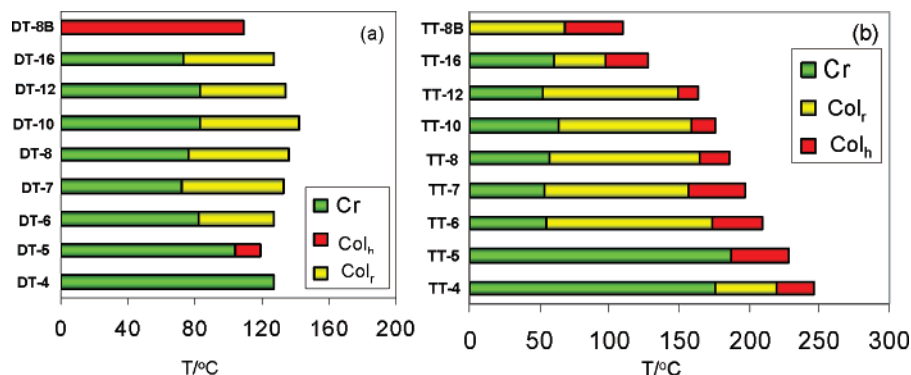 (a)
DT-8B
DT-16
DT-12
DT-10
DT-8
DT-7
DT-6
DT-5
DT-4
Cr
Colh
Colr
0 40 80 120 160 200
T/°C
(b)
TT-8B
TT-16
TT-12
TT-10
TT-8
TT-7
TT-6
TT-5
TT-4
Cr
Colr
Colh
0 50 100 150 200 250 300
T/°C